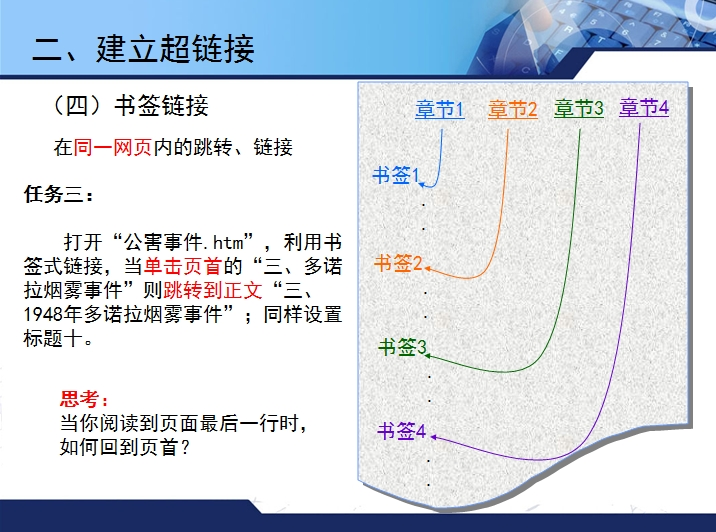 二、建立超链接
（四）书签链接
在同一网页内的跳转、链接
任务三：
打开“公害事件.htm”，利用书
签式链接，当单击页首的“三、多诺
拉烟雾事件”则跳转到正文“三、
1948年多诺拉烟雾事件”；同样设置
标题十。
思考：
当你阅读到页面最后一行时，
如何回到页首？
章节1 章节2 章节3 章节4
书签1
.
.
书签2
.
.
书签3
.
.
书签4
.
.